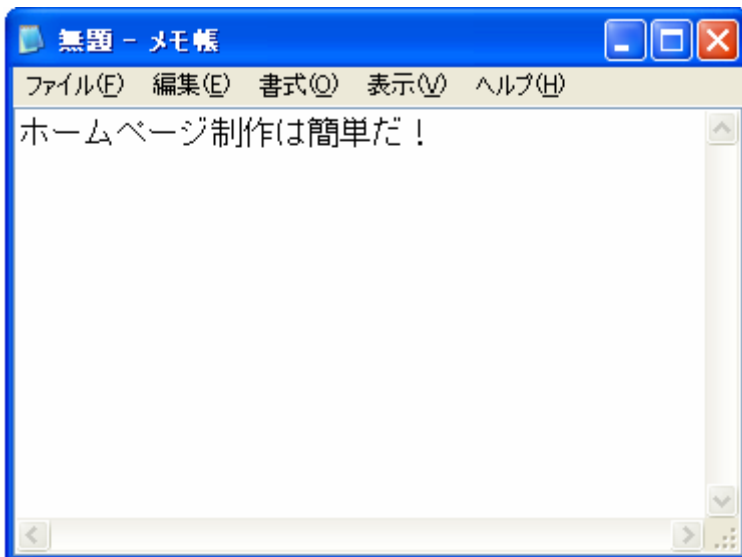 無題 - メモ帳
ファイル(F) 編集(E) 書式(O) 表示(V) ヘルプ(H)
ホームページ制作は簡単だ！